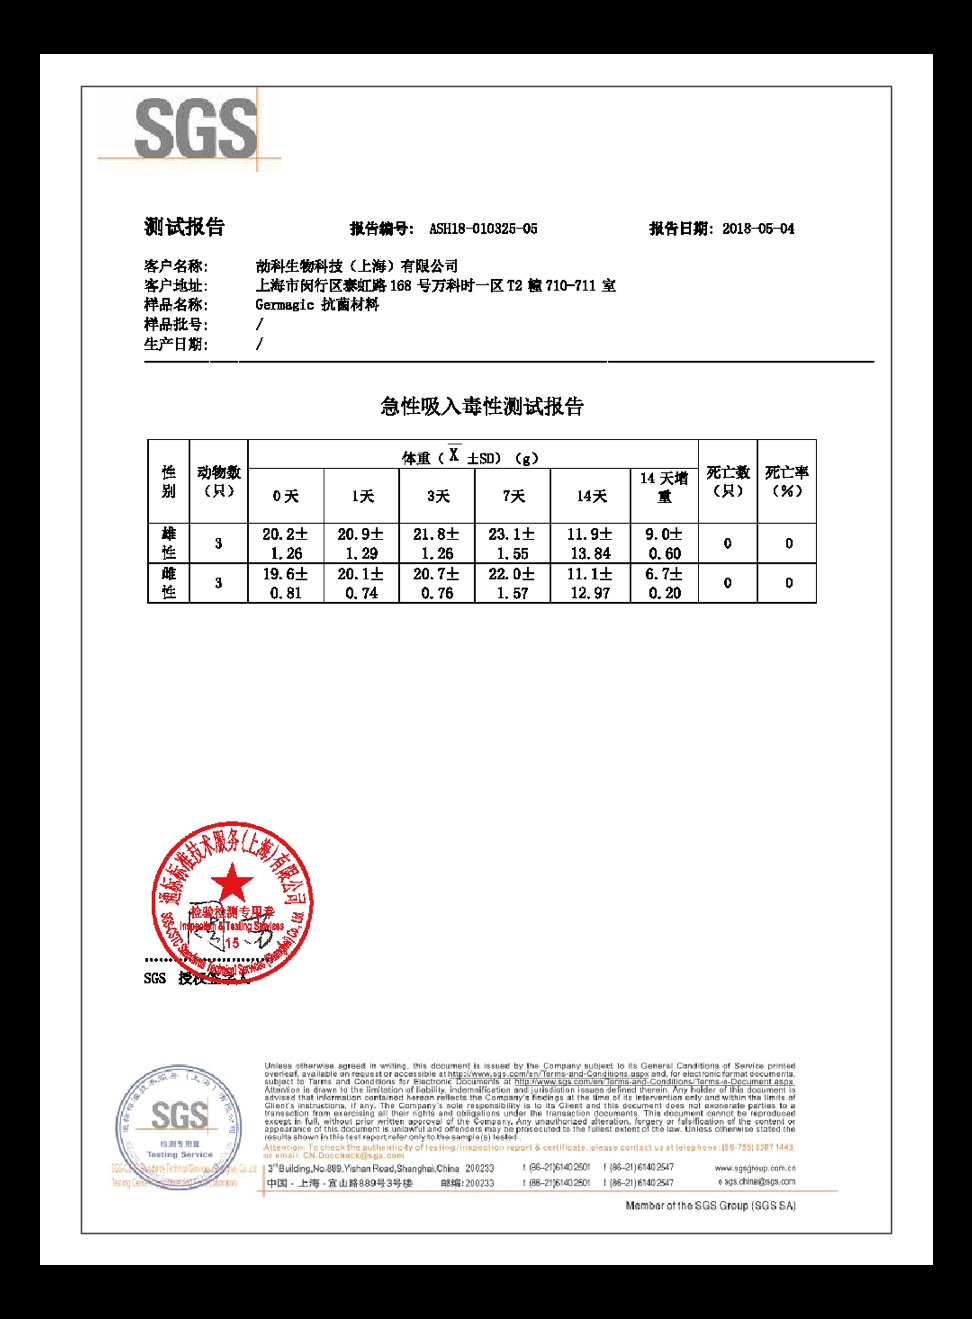 SGS
测试报告 报告编号: ASH18-010325-05 报告日期: 2018-05-04
客户名称: 劼科生物科技（上海）有限公司
客户地址: 上海市闵行区泰虹路 168 号万科时一区 T2 幢 710-711 室
样品名称: Germagic 抗菌材料
样品批号: /
生产日期: /
急性吸入毒性测试报告
性别 动物数（只） 体重（X̄ ±SD）(g) 死亡数（只） 死亡率（%）
0 天 1天 3天 7天 14天 14 天增重
雄性 3 20.2±1.26 20.9±1.29 21.8±1.26 23.1±1.55 11.9±13.84 9.0±0.60 0 0
雌性 3 19.6±0.81 20.1±0.74 20.7±0.76 22.0±1.57 11.1±12.97 6.7±0.20 0 0
通标标准技术服务(上海)有限公司
检验检测专用章
Inspection & Testing Services
15
SGS-CSTC Standards Technical Services (Shanghai) Co., Ltd.
SGS 授权签字人
SGS
检测专用章
Testing Service
Unless otherwise agreed in writing, this document is issued by the Company subject to its General Conditions of Service printed
overleaf, available on request or accessible at http://www.sgs.com/en/Terms-and-Conditions.aspx and, for electronic format documents,
subject to Terms and Conditions for Electronic Documents at http://www.sgs.com/en/Terms-and-Conditions/Terms-e-Document.aspx.
Attention is drawn to the limitation of liability, indemnification and jurisdiction issues defined therein. Any holder of this document is
advised that information contained hereon reflects the Company's findings at the time of its intervention only and within the limits of
Client's instructions, if any. The Company's sole responsibility is to its Client and this document does not exonerate parties to a
transaction from exercising all their rights and obligations under the transaction documents. This document cannot be reproduced
except in full, without prior written approval of the Company. Any unauthorized alteration, forgery or falsification of the content or
appearance of this document is unlawful and offenders may be prosecuted to the fullest extent of the law. Unless otherwise stated the
results shown in this test report refer only to the sample(s) tested.
Attention: To check the authenticity of testing /inspection report & certificate, please contact us at telephone: (86-755) 8307 1443,
or email: CN.Doccheck@sgs.com
3rd Building,No.889,Yishan Road,Shanghai,China 200233 t (86-21)61402501 f (86-21)61402547 www.sgsgroup.com.cn
中国 · 上海 · 宜山路889号3号楼 邮编:200233 t (86-21)61402501 f (86-21)61402547 e sgs.china@sgs.com
Member of the SGS Group (SGS SA)